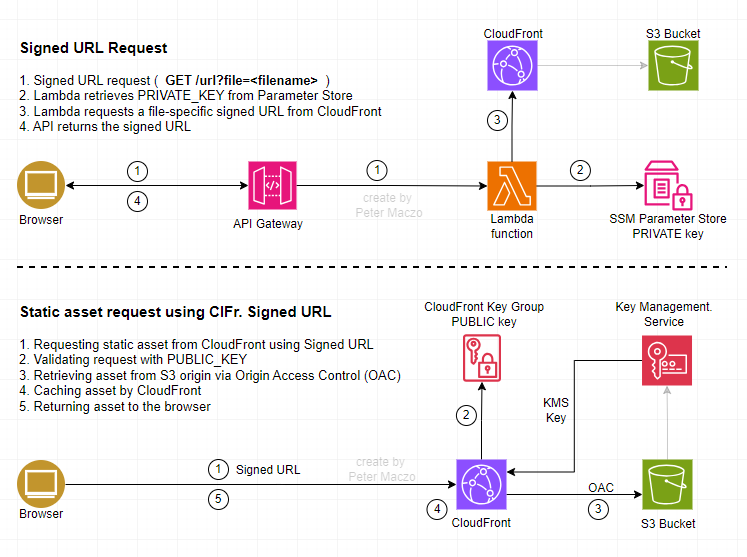 Signed URL Request
1. Signed URL request ( GET /url?file=<filename> )
2. Lambda retrieves PRIVATE_KEY from Parameter Store
3. Lambda requests a file-specific signed URL from CloudFront
4. API returns the signed URL
CloudFront
S3 Bucket
3
1
4
1
2
create by
Peter Maczo
Browser
API Gateway
Lambda
function
SSM Parameter Store
PRIVATE key
Static asset request using ClFr. Signed URL
1. Requesting static asset from CloudFront using Signed URL
2. Validating request with PUBLIC_KEY
3. Retrieving asset from S3 origin via Origin Access Control (OAC)
4. Caching asset by CloudFront
5. Returning asset to the browser
CloudFront Key Group
PUBLIC key
Key Management.
Service
2
KMS
Key
1
Signed URL
5
create by
Peter Maczo
4
OAC
3
Browser
CloudFront
S3 Bucket